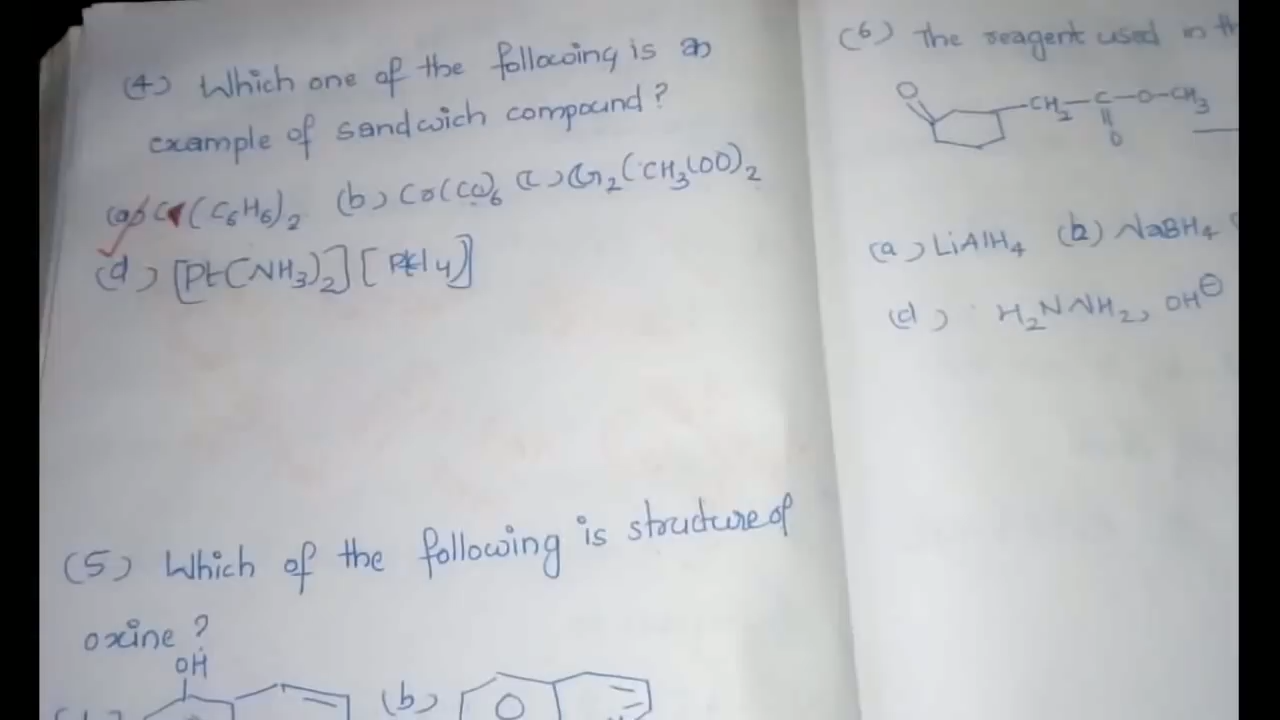 (4) Which one of the following is an
example of sandwich compound?
(a) Cr(C6H6)2 (b) Co(CO)6 (c) Cr2(CH3COO)2
(d) [Pt(NH3)2][PtCl4]
(5) Which of the following is structure of
oxine?
OH
(b)
(6) The reagent used in th
O
CH2-C-O-CH3
O
(a) LiAlH4 (b) NaBH4
(d) H2NNH2, OH⊖